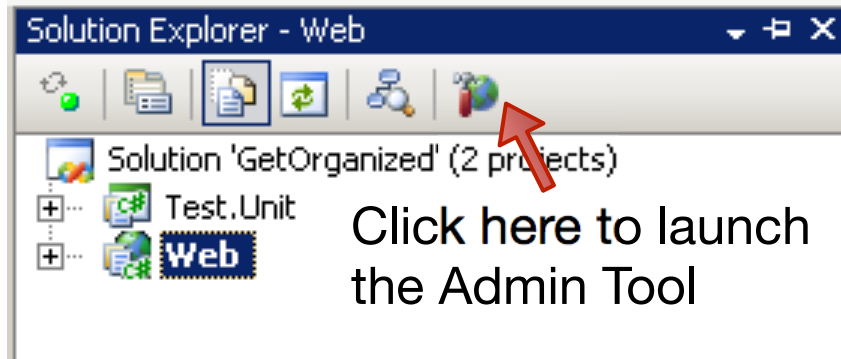 Solution Explorer - Web
Solution 'GetOrganized' (2 projects)
Test.Unit
Web
Click here to launch
the Admin Tool